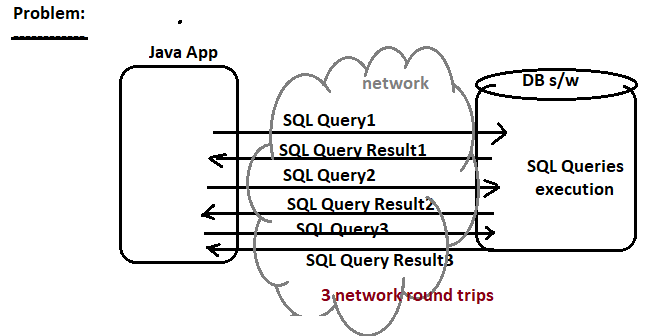 Problem:
Java App
network
DB s/w
SQL Query1
SQL Query Result1
SQL Query2
SQL Query Result2
SQL Query3
SQL Query Result3
SQL Queries
execution
3 network round trips